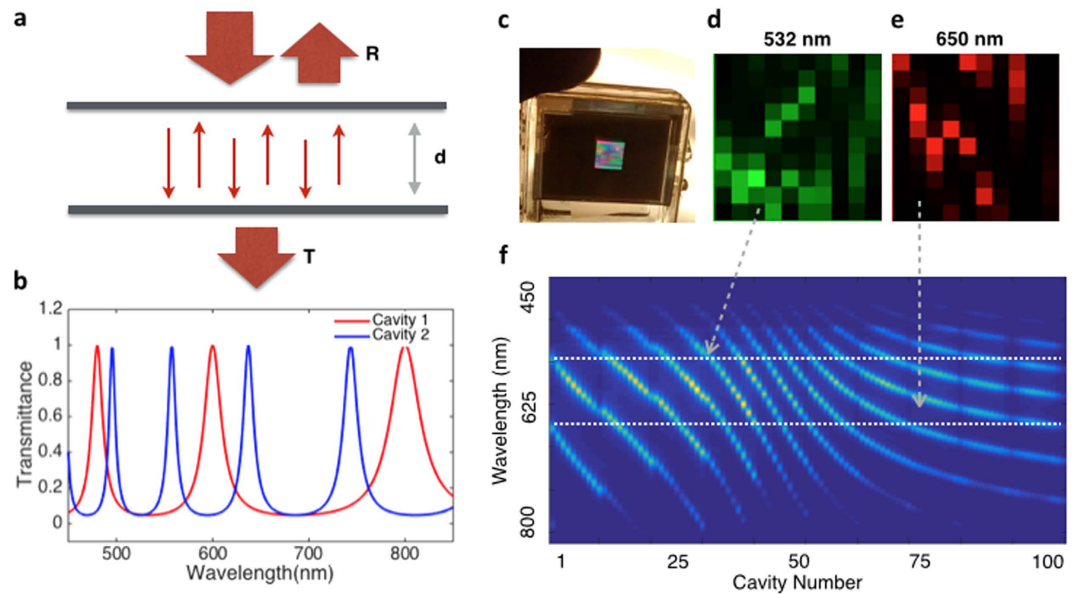 a
R
d
T
b
1.2
1
0.8
0.6
0.4
0.2
0
Transmittance
Cavity 1
Cavity 2
500
600
700
800
Wavelength(nm)
c
d
532 nm
e
650 nm
f
450
625
800
Wavelength (nm)
1
25
50
75
100
Cavity Number